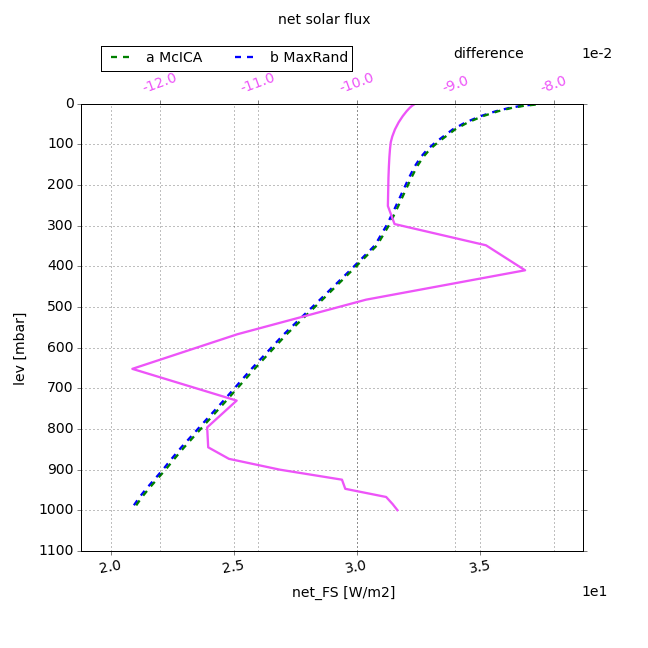 net solar flux
a McICA b MaxRand difference 1e-2
-12.0 -11.0 -10.0 -9.0 -8.0
0
100
200
300
400
500
600
700
800
900
1000
1100
lev [mbar]
2.0 2.5 3.0 3.5
net_FS [W/m2] 1e1